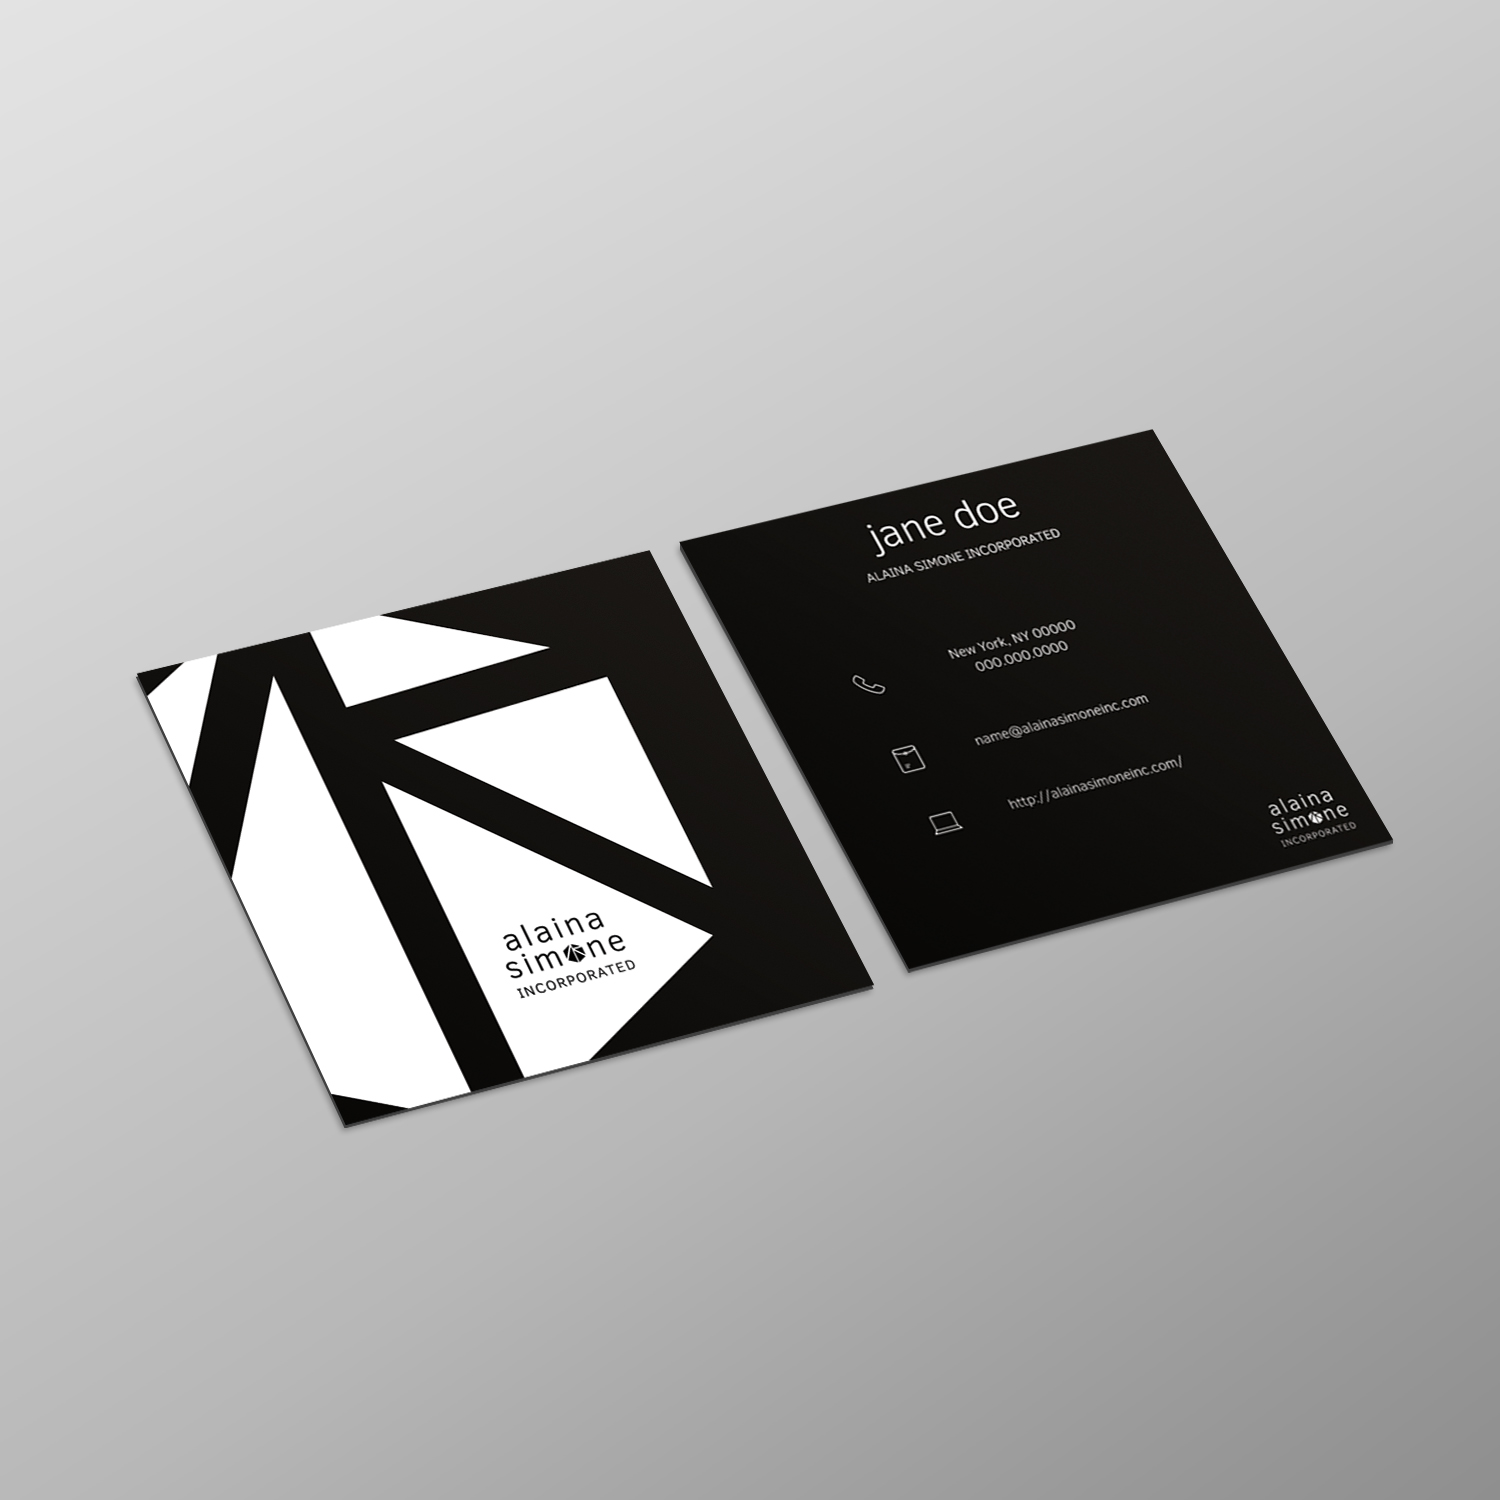 alaina
simone
INCORPORATED
jane doe
ALAINA SIMONE INCORPORATED
New York, NY 00000
000.000.0000
name@alainasimoneinc.com
http://alainasimoneinc.com/
alaina
simone
INCORPORATED